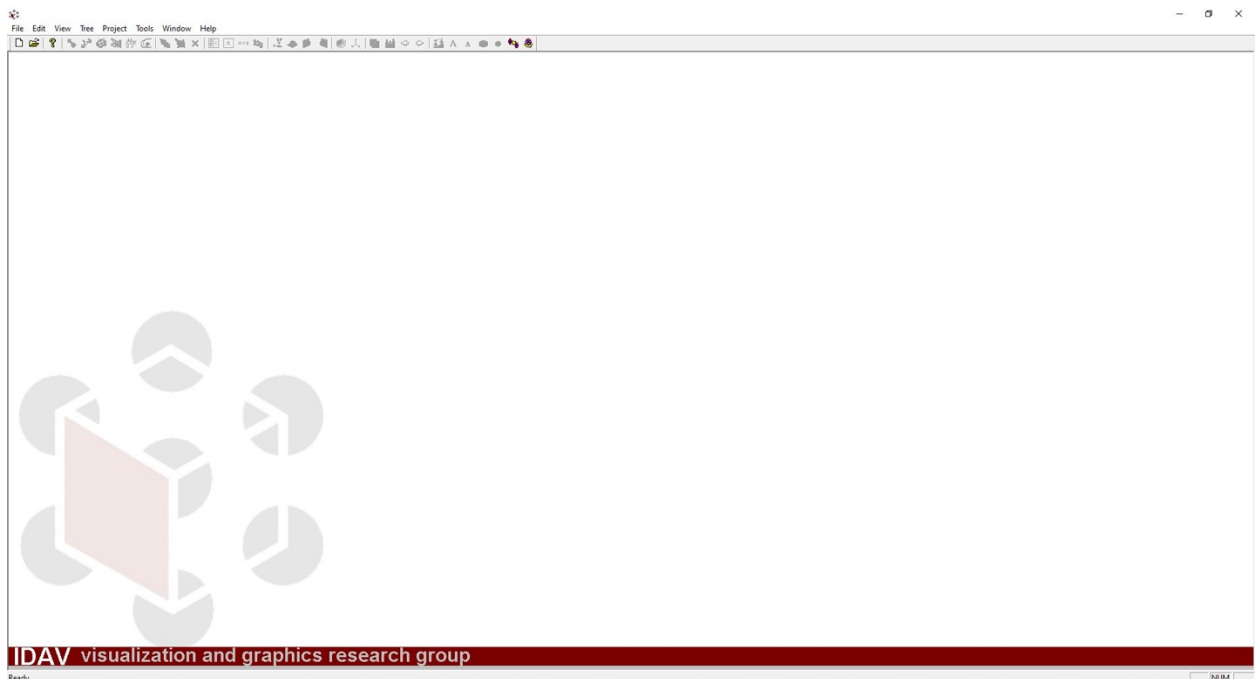 File Edit View Tree Project Tools Window Help
IDAV visualization and graphics research group
Ready
NUM